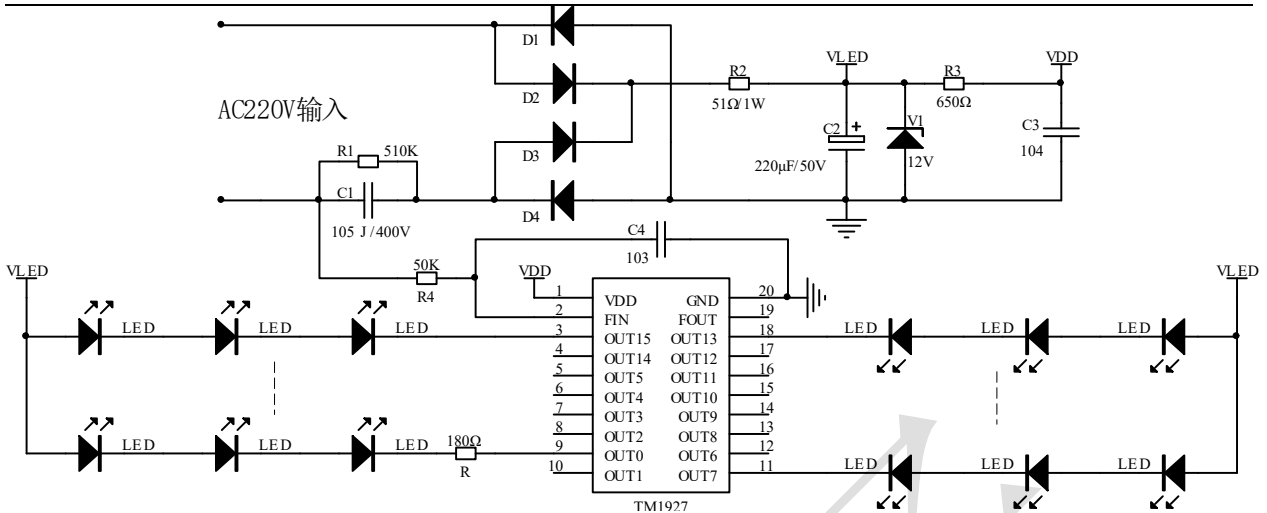 D1
D2
D3
D4
AC220V输入
R1
510K
C1
105 J/400V
R2
51Ω/1W
VLED
C2
+
220μF/50V
V1
12V
R3
650Ω
VDD
C3
104
C4
103
50K
R4
VDD
VLED
LED
LED
LED
LED
LED
LED
180Ω
R
1
2
3
4
5
6
7
8
9
10
VDD
FIN
OUT15
OUT14
OUT5
OUT4
OUT3
OUT2
OUT0
OUT1
GND
FOUT
OUT13
OUT12
OUT11
OUT10
OUT9
OUT8
OUT6
OUT7
20
19
18
17
16
15
14
13
12
11
TM1927
VLED
LED
LED
LED
LED
LED
LED